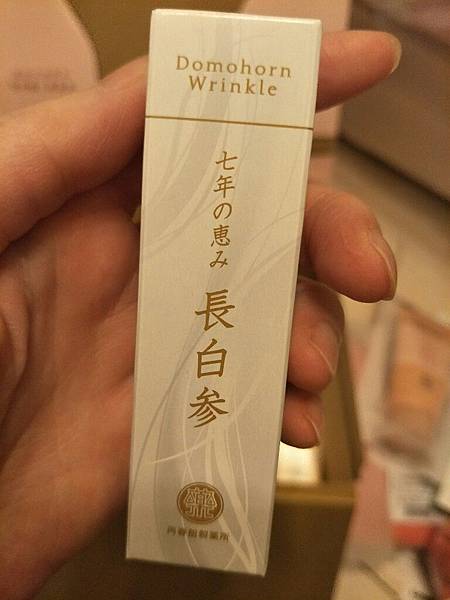 Domohorn
Wrinkle
七年の恵み
長白参
再春館製薬所